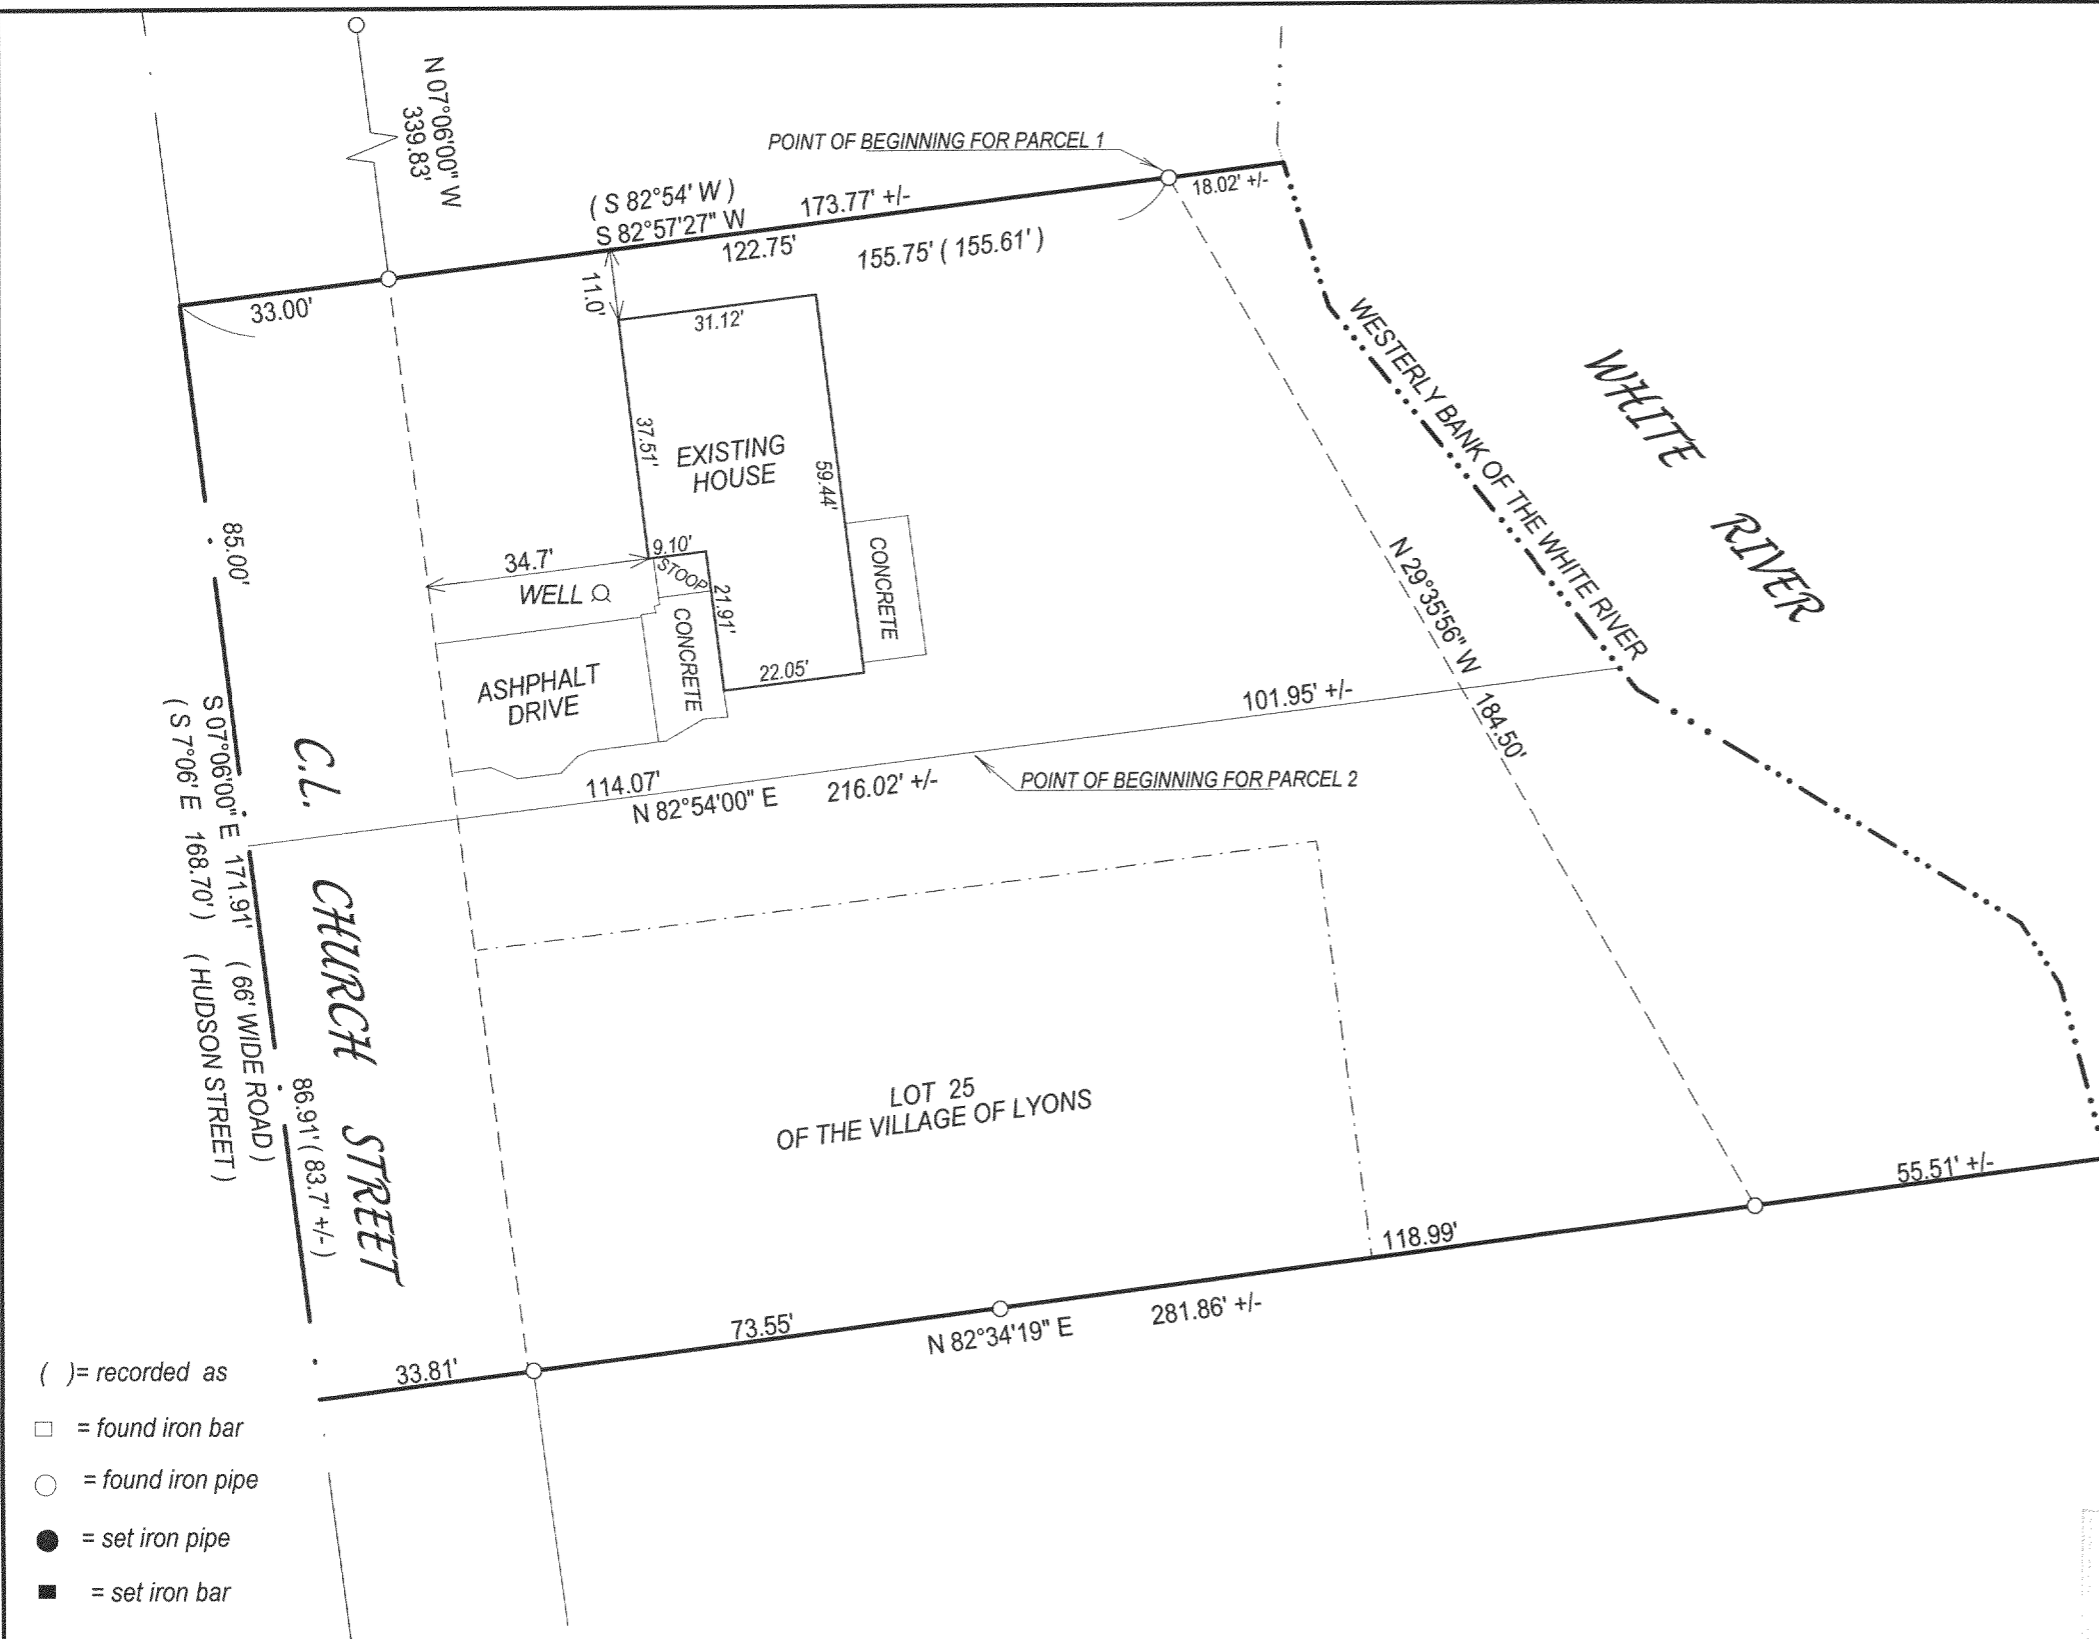 N 07°06'00" W
339.83'
POINT OF BEGINNING FOR PARCEL 1
( S 82°54' W )
S 82°57'27" W
173.77' +/-
18.02' +/-
122.75'
155.75' ( 155.61' )
33.00'
11.0'
31.12'
37.51'
EXISTING
HOUSE
59.44'
WESTERLY BANK OF THE WHITE RIVER
WHITE RIVER
85.00'
34.7'
9.10'
STOOP
WELL
21.91'
CONCRETE
CONCRETE
22.05'
ASHPHALT
DRIVE
N 29°35'56" W 184.50'
101.95' +/-
114.07'
N 82°54'00" E
216.02' +/-
POINT OF BEGINNING FOR PARCEL 2
S 07°06'00" E 171.91' ( 66' WIDE ROAD )
( S 7°06' E 168.70' ) ( HUDSON STREET )
C.L. CHURCH STREET
86.91' ( 83.7' +/- )
LOT 25
OF THE VILLAGE OF LYONS
55.51' +/-
118.99'
73.55'
N 82°34'19" E
281.86' +/-
33.81'
( )= recorded as
= found iron bar
= found iron pipe
= set iron pipe
= set iron bar